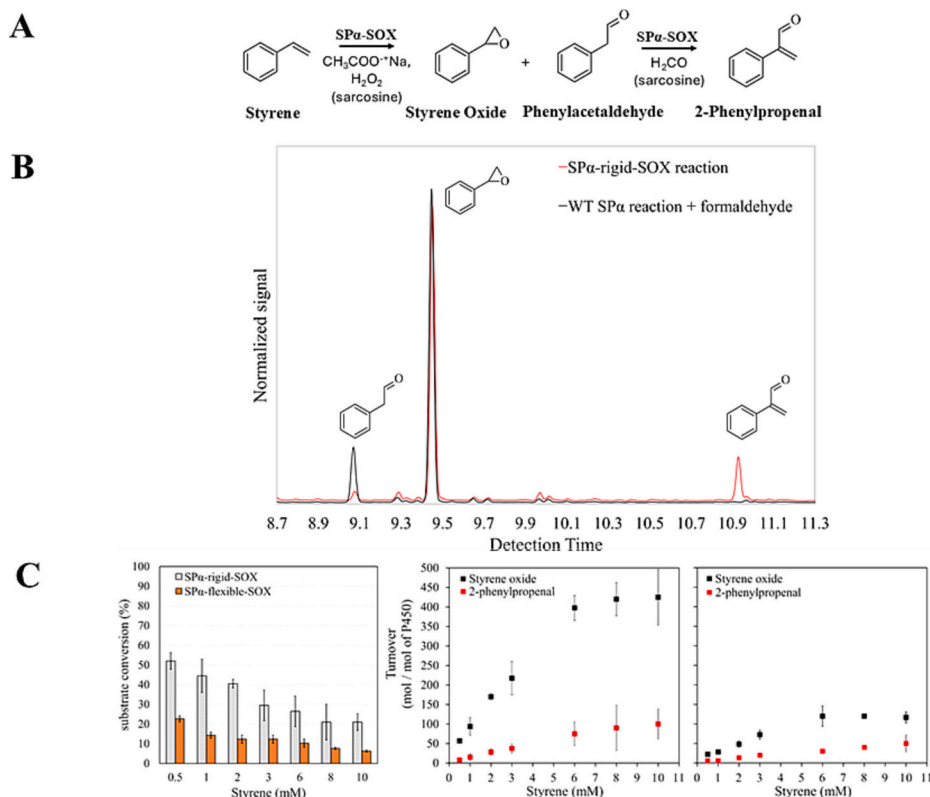 A
SPα-SOX
CH₃COO⁻⁺Na,
H₂O₂
(sarcosine)
O
+
O
SPα-SOX
H₂CO
(sarcosine)
O
Styrene
Styrene Oxide
Phenylacetaldehyde
2-Phenylpropenal
B
Normalized signal
O
SPα-rigid-SOX reaction
WT SPα reaction + formaldehyde
O
O
8.7 8.9 9.1 9.3 9.5 9.7 9.9 10.1 10.3 10.5 10.7 10.9 11.1 11.3
Detection Time
C
substrate conversion (%)
100
90
80
70
60
50
40
30
20
10
0
SPα-rigid-SOX
SPα-flexible-SOX
0.5 1 2 3 6 8 10
Styrene (mM)
Turnover
(mol / mol of P450)
500
450
400
350
300
250
200
150
100
50
0
Styrene oxide
2-phenylpropenal
0 1 2 3 4 5 6 7 8 9 10 11
Styrene (mM)
Styrene oxide
2-phenylpropenal
0 1 2 3 4 5 6 7 8 9 10 11
Styrene (mM)